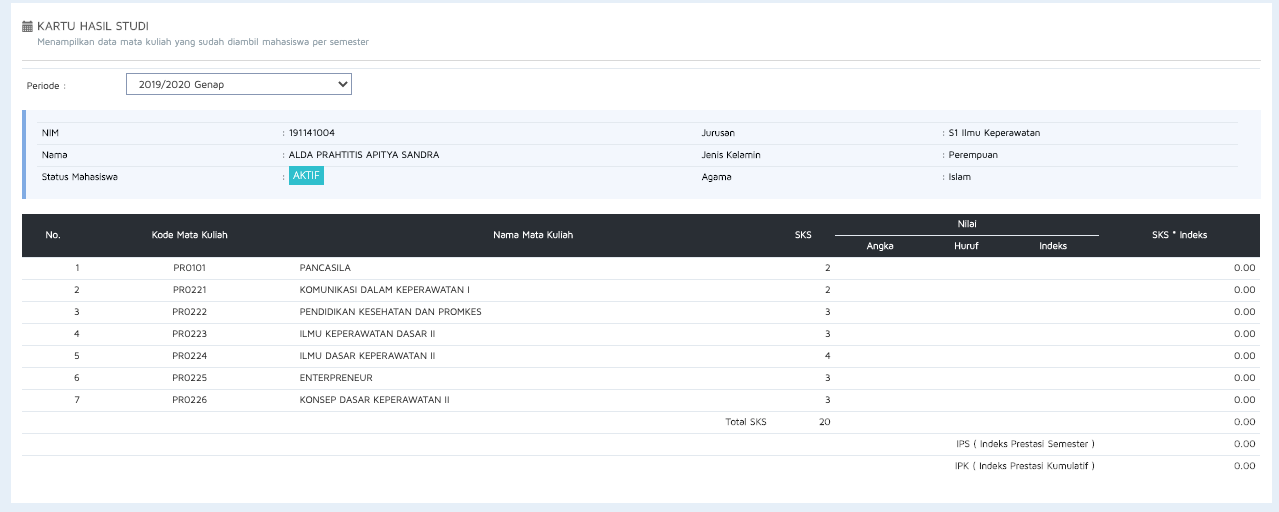 KARTU HASIL STUDI
Menampilkan data mata kuliah yang sudah diambil mahasiswa per semester
Periode : 2019/2020 Genap
NIM : 191141004 Jurusan : S1 Ilmu Keperawatan
Nama : ALDA PRAHTITIS APITYA SANDRA Jenis Kelamin : Perempuan
Status Mahasiswa : AKTIF Agama : Islam
No. Kode Mata Kuliah Nama Mata Kuliah SKS Nilai SKS * Indeks
Angka Huruf Indeks
1 PR0101 PANCASILA 2 0.00
2 PR0221 KOMUNIKASI DALAM KEPERAWATAN I 2 0.00
3 PR0222 PENDIDIKAN KESEHATAN DAN PROMKES 3 0.00
4 PR0223 ILMU KEPERAWATAN DASAR II 3 0.00
5 PR0224 ILMU DASAR KEPERAWATAN II 4 0.00
6 PR0225 ENTERPRENEUR 3 0.00
7 PR0226 KONSEP DASAR KEPERAWATAN II 3 0.00
Total SKS 20 0.00
IPS ( Indeks Prestasi Semester ) 0.00
IPK ( Indeks Prestasi Kumulatif ) 0.00